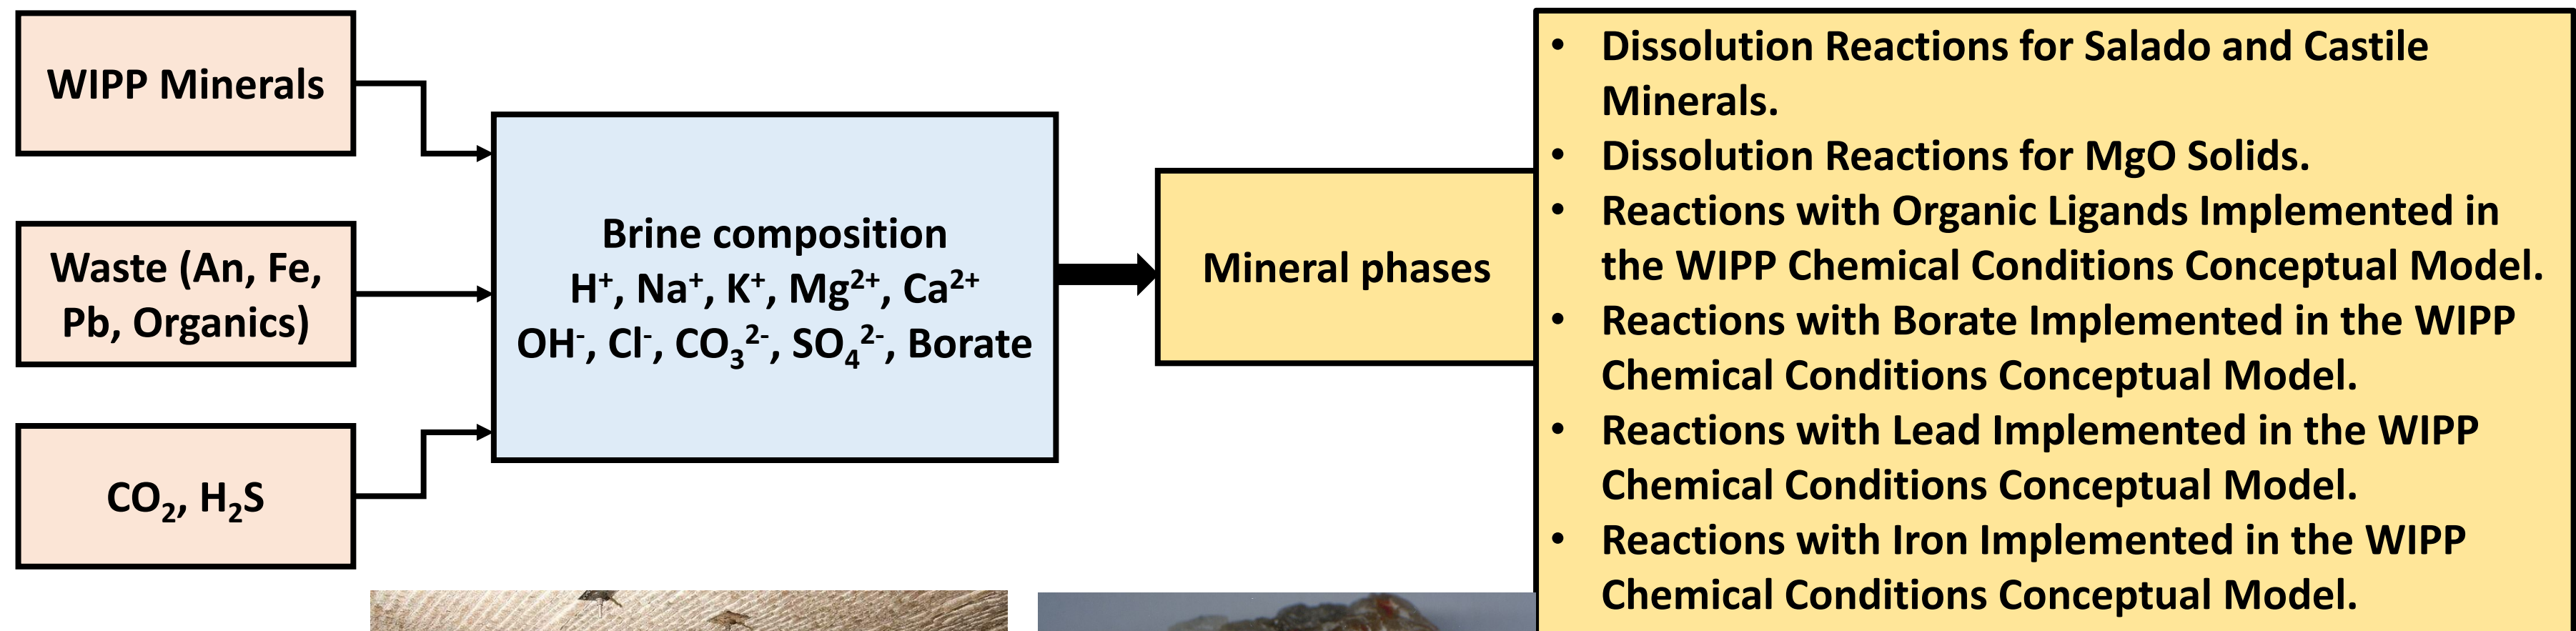 WIPP Minerals
Waste (An, Fe,
Pb, Organics)
CO₂, H₂S
Brine composition
H⁺, Na⁺, K⁺, Mg²⁺, Ca²⁺
OH⁻, Cl⁻, CO₃²⁻, SO₄²⁻, Borate
Mineral phases
• Dissolution Reactions for Salado and Castile
Minerals.
• Dissolution Reactions for MgO Solids.
• Reactions with Organic Ligands Implemented in
the WIPP Chemical Conditions Conceptual Model.
• Reactions with Borate Implemented in the WIPP
Chemical Conditions Conceptual Model.
• Reactions with Lead Implemented in the WIPP
Chemical Conditions Conceptual Model.
• Reactions with Iron Implemented in the WIPP
Chemical Conditions Conceptual Model.